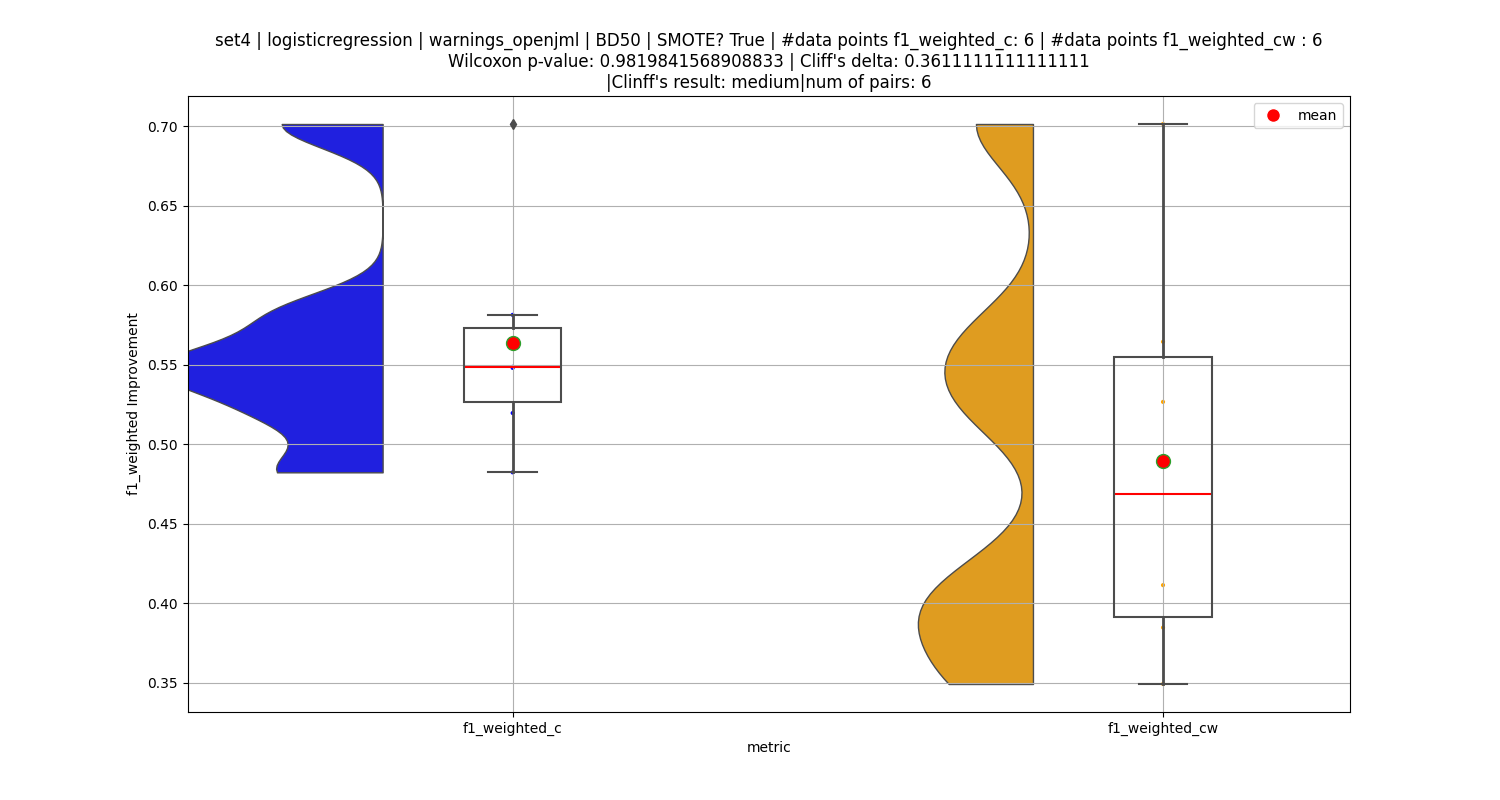 set4 | logisticregression | warnings_openjml | BD50 | SMOTE? True | #data points f1_weighted_c: 6 | #data points f1_weighted_cw : 6
Wilcoxon p-value: 0.9819841568908833 | Cliff's delta: 0.3611111111111111
|Clinff's result: medium|num of pairs: 6
mean
0.70
0.65
0.60
0.55
0.50
0.45
0.40
0.35
f1_weighted Improvement
f1_weighted_c
f1_weighted_cw
metric